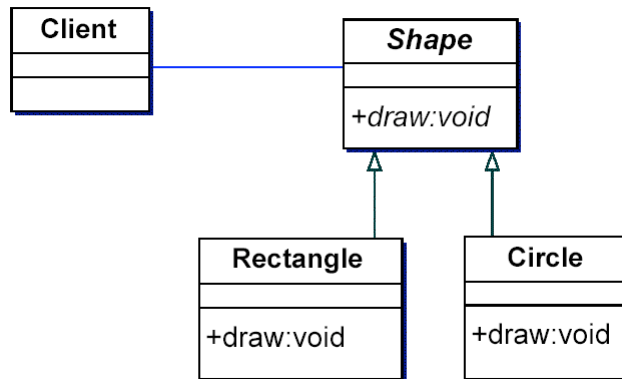 Client
Shape
+draw:void
Rectangle
+draw:void
Circle
+draw:void